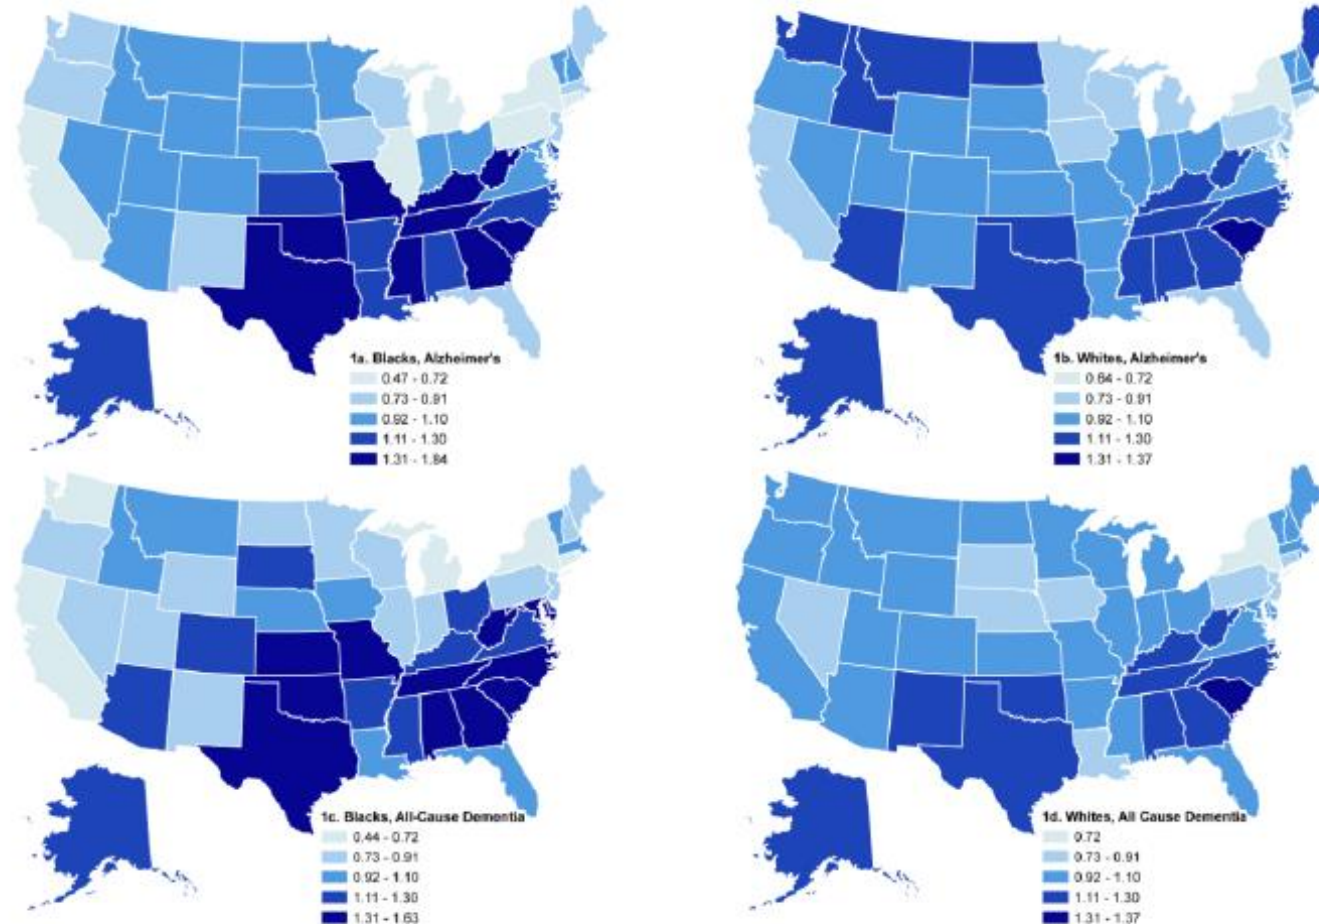 1a. Blacks, Alzheimer's
0.47 - 0.72
0.73 - 0.91
0.92 - 1.10
1.11 - 1.30
1.31 - 1.84
1b. Whites, Alzheimer's
0.64 - 0.72
0.73 - 0.91
0.92 - 1.10
1.11 - 1.30
1.31 - 1.37
1c. Blacks, All-Cause Dementia
0.44 - 0.72
0.73 - 0.91
0.92 - 1.10
1.11 - 1.30
1.31 - 1.63
1d. Whites, All Cause Dementia
0.72
0.73 - 0.91
0.92 - 1.10
1.11 - 1.30
1.31 - 1.37